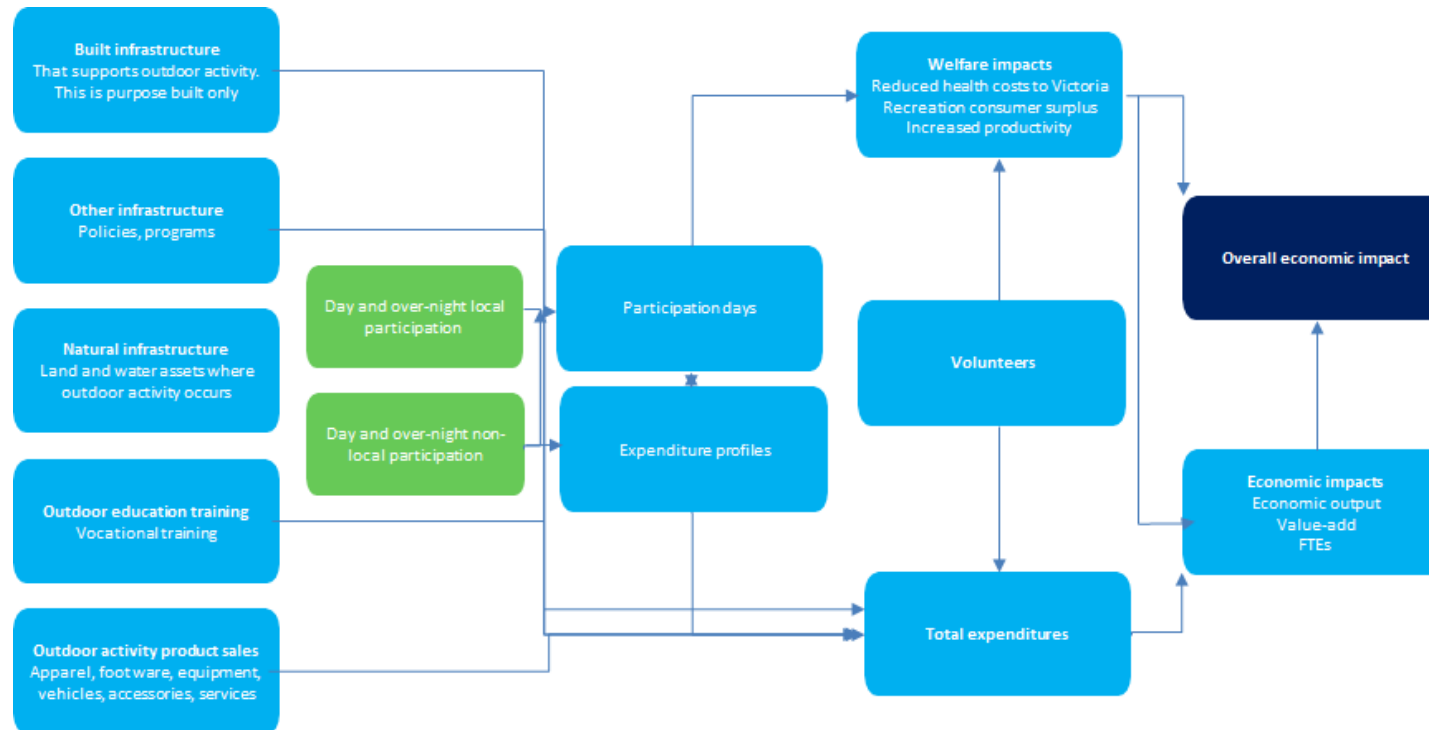 Built infrastructure
That supports outdoor activity.
This is purpose built only
Other infrastructure
Policies, programs
Natural infrastructure
Land and water assets where
outdoor activity occurs
Outdoor education training
Vocational training
Outdoor activity product sales
Apparel, foot ware, equipment,
vehicles, accessories, services
Day and over-night local
participation
Day and over-night non-
local participation
Participation days
Expenditure profiles
Welfare impacts
Reduced health costs to Victoria
Recreation consumer surplus
Increased productivity
Volunteers
Total expenditures
Overall economic impact
Economic impacts
Economic output
Value-add
FTEs